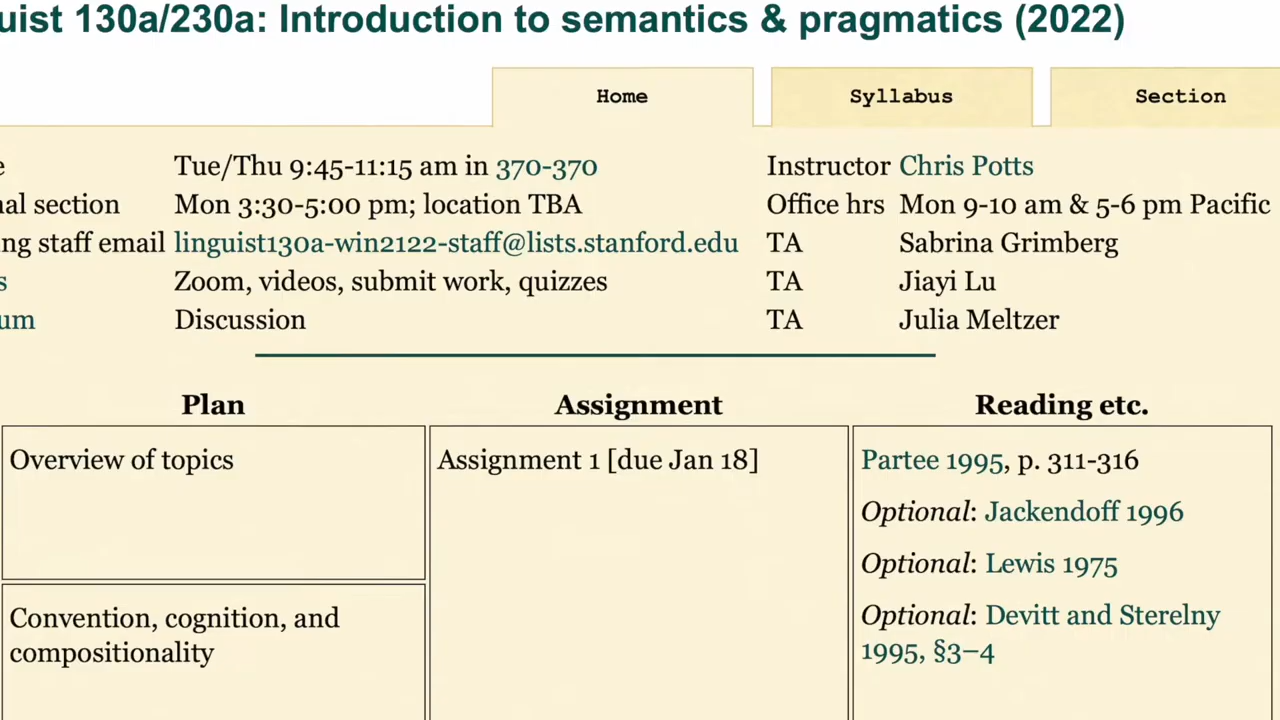 uist 130a/230a: Introduction to semantics & pragmatics (2022)
Home Syllabus Section
e Tue/Thu 9:45-11:15 am in 370-370 Instructor Chris Potts
nal section Mon 3:30-5:00 pm; location TBA Office hrs Mon 9-10 am & 5-6 pm Pacific
ng staff email linguist130a-win2122-staff@lists.stanford.edu TA Sabrina Grimberg
s Zoom, videos, submit work, quizzes TA Jiayi Lu
um Discussion TA Julia Meltzer
Plan Assignment Reading etc.
Overview of topics Assignment 1 [due Jan 18] Partee 1995, p. 311-316
Optional: Jackendoff 1996
Optional: Lewis 1975
Convention, cognition, and Optional: Devitt and Sterelny
compositionality 1995, §3–4